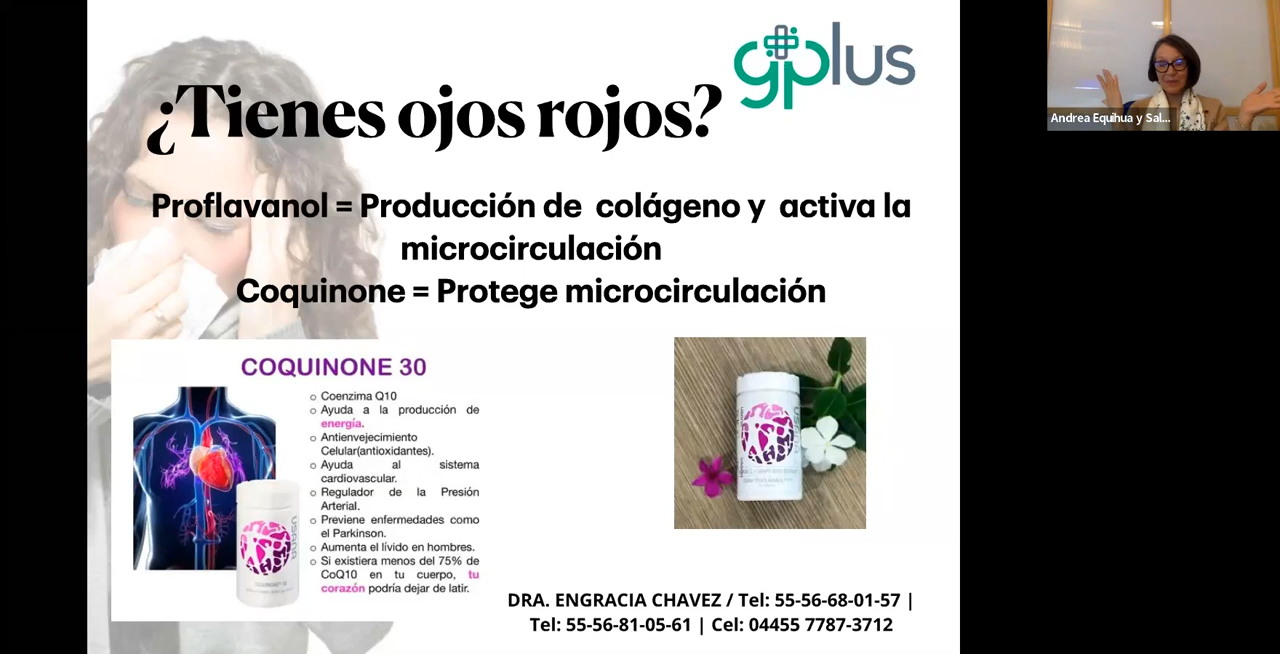 gplus
¿Tienes ojos rojos?
Proflavanol = Producción de colágeno y activa la
microcirculación
Coquinone = Protege microcirculación
COQUINONE 30
o Coenzima Q10
o Ayuda a la producción de
energía.
o Antienvejecimiento
Celular(antioxidantes).
o Ayuda al sistema
cardiovascular.
o Regulador de la Presión
Arterial.
o Previene enfermedades como
el Parkinson.
o Aumenta el lívido en hombres.
o Si existiera menos del 75% de
CoQ10 en tu cuerpo, tu
corazón podría dejar de latir.
USANA
USANA
DRA. ENGRACIA CHAVEZ / Tel: 55-56-68-01-57 |
Tel: 55-56-81-05-61 | Cel: 04455 7787-3712
Andrea Equihua y Sal...